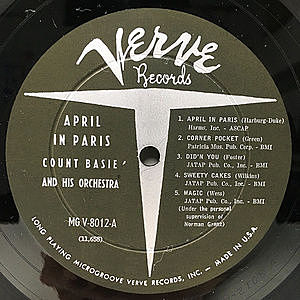 Verve
Records
APRIL
IN PARIS
COUNT BASIE
AND HIS ORCHESTRA
MG V-8012-A
(11,658)
1. APRIL IN PARIS (Harburg-Duke)
Harms, Inc. - ASCAP
2. CORNER POCKET (Green)
Patricia Mus. Pub. Corp. - BMI
3. DID'N YOU (Foster)
JATAP Pub. Co., Inc. - BMI
4. SWEETY CAKES (Wilkins)
JATAP Pub. Co., Inc. - BMI
5. MAGIC (Wess)
JATAP Pub. Co., Inc. - BMI
(Under the personal
supervision of
Norman Granz)
LONG PLAYING MICROGROOVE VERVE RECORDS, INC. - MADE IN U.S.A.